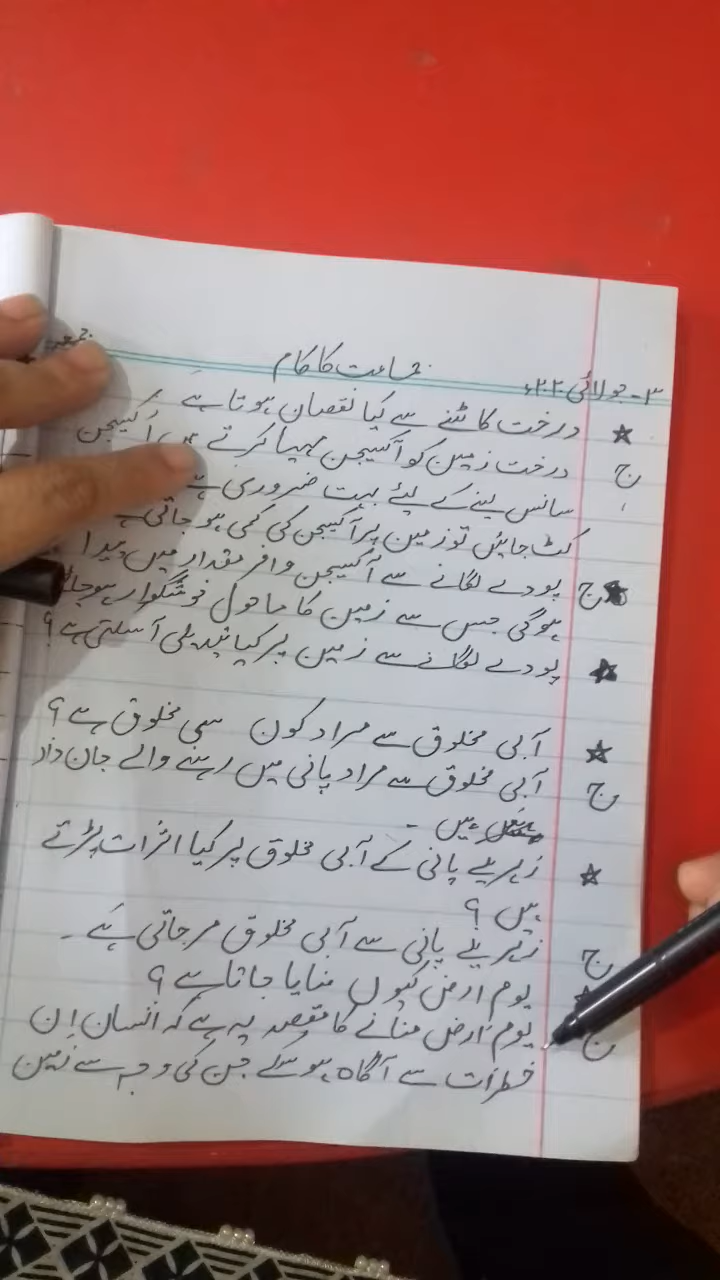 ۳-جولائی ۲۲ء جماعت کا کام جمعہ
★ درخت کاٹنے سے کیا نقصان ہوتا ہے
ج درخت زمین کو آکسیجن مہیا کرتے ہیں آکسیجن
سانس لینے کے لئے بہت ضروری ہے
کٹ جائیں تو زمین پر آکسیجن کی کمی ہو جاتی ہے
ج پودے لگانے سے آکسیجن وافر مقدار میں پیدا
ہوگی جس سے زمین کا ماحول خوشگوار ہو جائے
★ پودے لگانے سے زمین پر کیا تبدیلی آ سکتی ہے؟
★ آبی مخلوق سے مراد کون سی مخلوق ہے؟
ج آبی مخلوق سے مراد پانی میں رہنے والے جان داد
ہیں -
★ زہریلے پانی کے آبی مخلوق پر کیا اثرات پڑتے
ہیں؟
ج زہریلے پانی سے آبی مخلوق مر جاتی ہے -
★ یوم ارض کیوں منایا جاتا ہے؟
ج یوم ارض منانے کا مقصد یہ ہے کہ انسان ان
خطرات سے آگاہ ہو سکے جن کی وجہ سے زمین